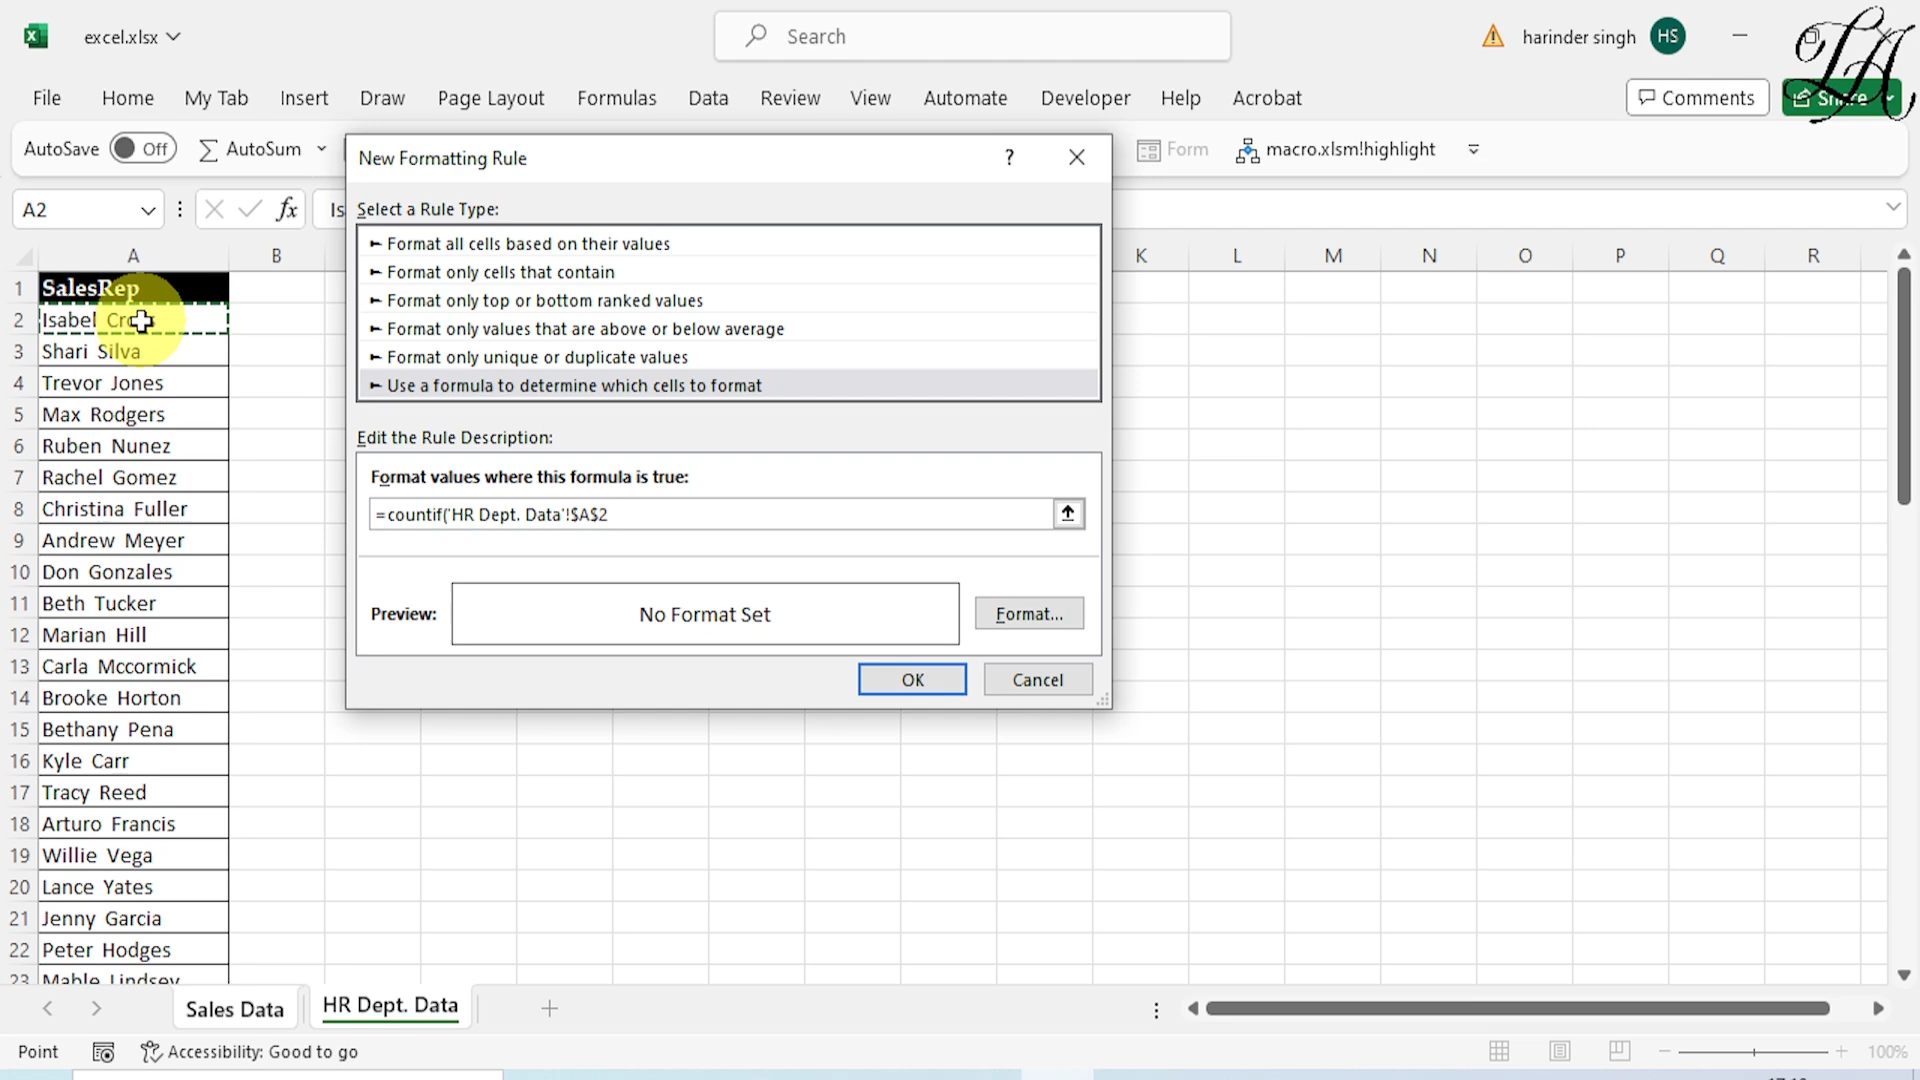 excel.xlsx
Search
harinder singh
HS
LA
File
Home
My Tab
Insert
Draw
Page Layout
Formulas
Data
Review
View
Automate
Developer
Help
Acrobat
Comments
Share
AutoSave
Off
AutoSum
New Formatting Rule
?
Form
macro.xlsm!highlight
A2
fx
Is
Select a Rule Type:
► Format all cells based on their values
► Format only cells that contain
► Format only top or bottom ranked values
► Format only values that are above or below average
► Format only unique or duplicate values
► Use a formula to determine which cells to format
Edit the Rule Description:
Format values where this formula is true:
=countif('HR Dept. Data'!$A$2
Preview:
No Format Set
Format...
OK
Cancel
A B K L M N O P Q R
1 SalesRep
2 Isabel
3 Shari Silva
4 Trevor Jones
5 Max Rodgers
6 Ruben Nunez
7 Rachel Gomez
8 Christina Fuller
9 Andrew Meyer
10 Don Gonzales
11 Beth Tucker
12 Marian Hill
13 Carla Mccormick
14 Brooke Horton
15 Bethany Pena
16 Kyle Carr
17 Tracy Reed
18 Arturo Francis
19 Willie Vega
20 Lance Yates
21 Jenny Garcia
22 Peter Hodges
23 Mable Lindsey
Sales Data
HR Dept. Data
Point
Accessibility: Good to go
100%